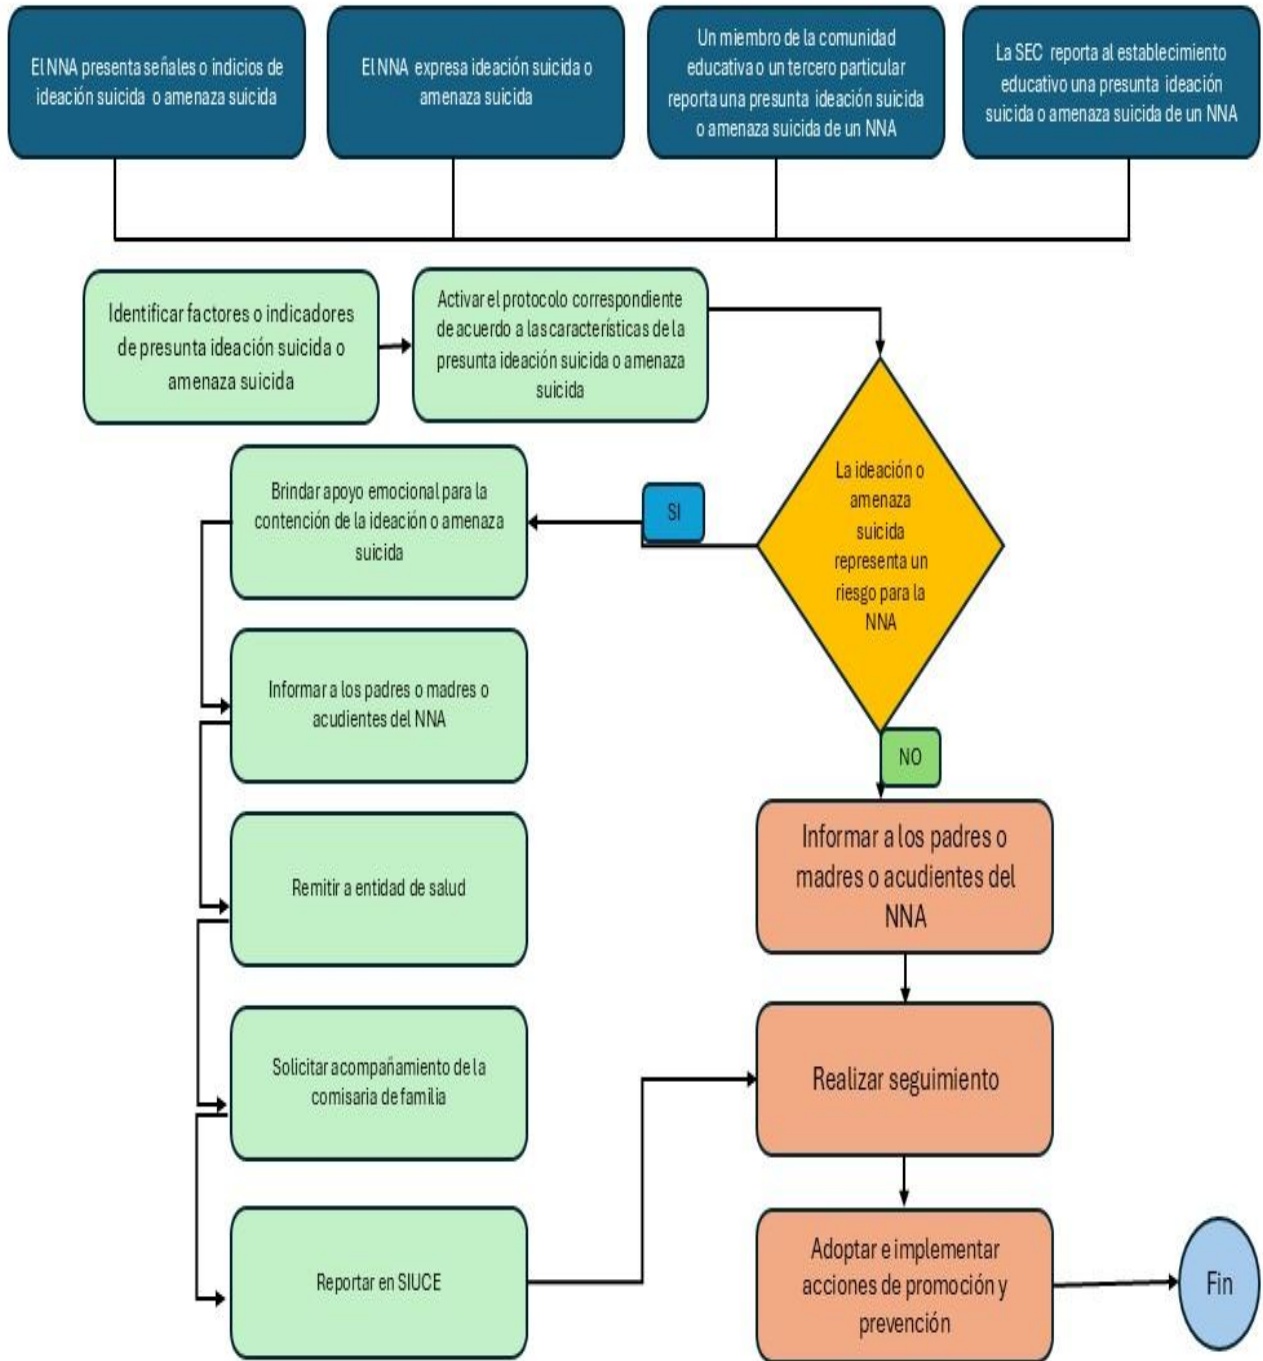 El NNA presenta señales o indicios de
ideación suicida o amenaza suicida
El NNA expresa ideación suicida o
amenaza suicida
Un miembro de la comunidad
educativa o un tercero particular
reporta una presunta ideación suicida
o amenaza suicida de un NNA
La SEC reporta al establecimiento
educativo una presunta ideación
suicida o amenaza suicida de un NNA
Identificar factores o indicadores
de presunta ideación suicida o
amenaza suicida
Activar el protocolo correspondiente
de acuerdo a las características de la
presunta ideación suicida o amenaza
suicida
La ideación o
amenaza
suicida
representa un
riesgo para la
NNA
SI
Brindar apoyo emocional para la
contención de la ideación o amenaza
suicida
Informar a los padres o madres o
acudientes del NNA
Remitir a entidad de salud
Solicitar acompañamiento de la
comisaria de familia
Reportar en SIUCE
NO
Informar a los padres o
madres o acudientes del
NNA
Realizar seguimiento
Adoptar e implementar
acciones de promoción y
prevención
Fin